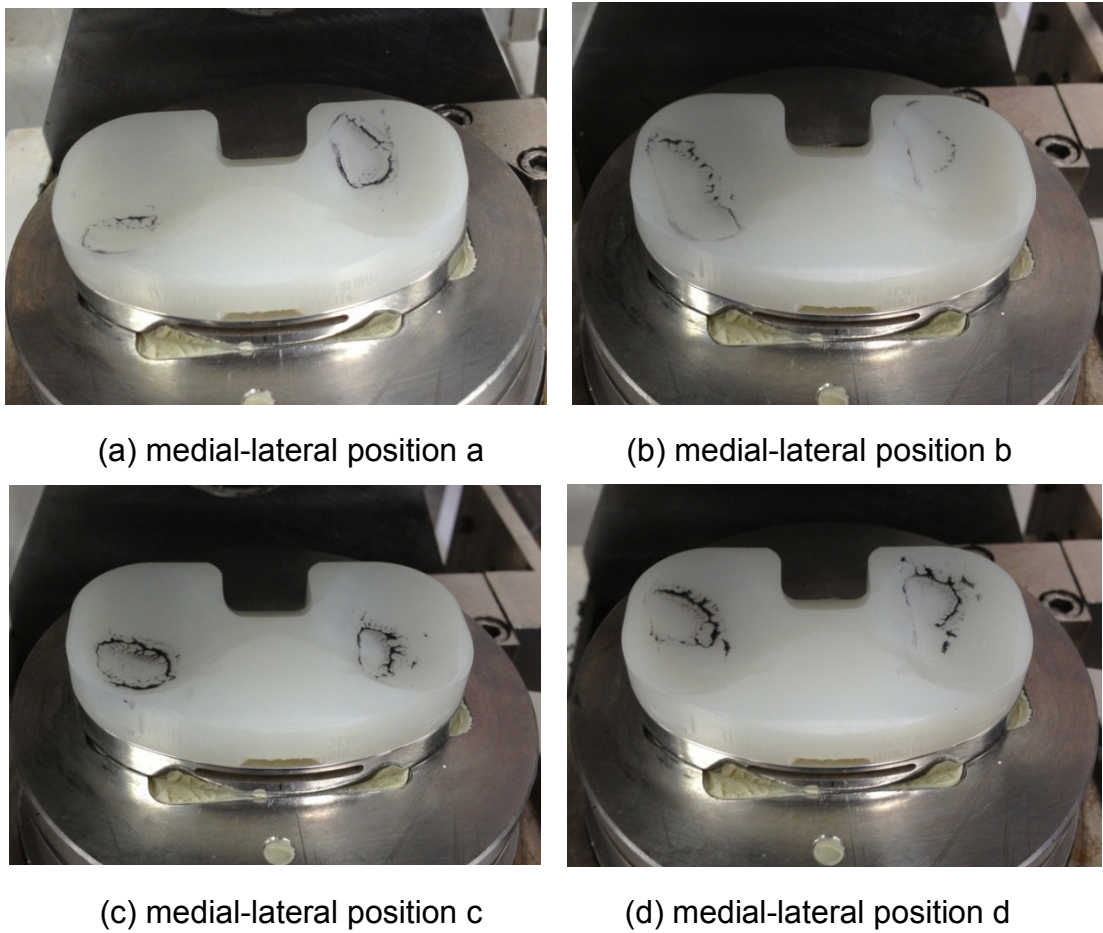 (a) medial-lateral position a
(b) medial-lateral position b
(c) medial-lateral position c
(d) medial-lateral position d